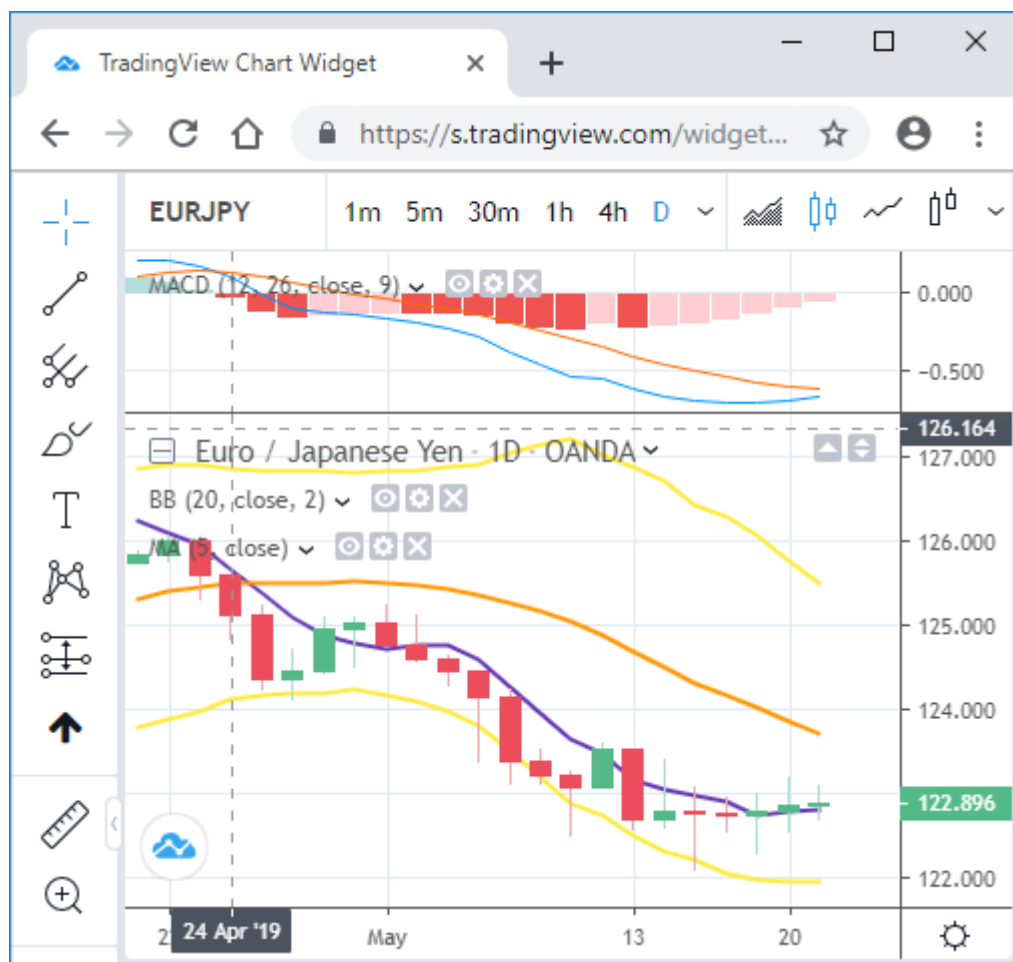 TradingView Chart Widget
https://s.tradingview.com/widget...
EURJPY 1m 5m 30m 1h 4h D
MACD (12, 26, close, 9)
0.000
-0.500
126.164
Euro / Japanese Yen · 1D · OANDA
127.000
BB (20, close, 2)
MA (5, close)
126.000
125.000
124.000
122.896
122.000
24 Apr '19 May 13 20